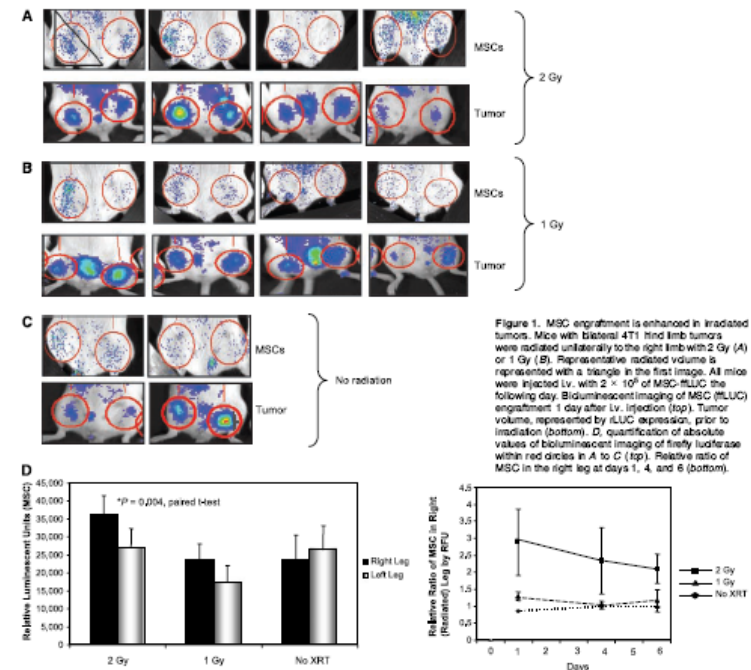 A
MSCs
Tumor
2 Gy
B
MSCs
Tumor
1 Gy
C
MSCs
Tumor
No radiation
Figure 1. MSC engraftment is enhanced in irradiated
tumors. Mice with bilateral 4T1 hind limb tumors
were radiated unilaterally to the right limb with 2 Gy (A)
or 1 Gy (B). Representative radiated volume is
represented with a triangle in the first image. All mice
were injected i.v. with 2 × 10⁶ of MSC-ffLUC the
following day. Bioluminescent imaging of MSC (ffLUC)
engraftment 1 day after i.v. injection (top). Tumor
volume, represented by rLUC expression, prior to
irradiation (bottom). D, quantification of absolute
values of bioluminescent imaging of firefly luciferase
within red circles in A to C (top). Relative ratio of
MSC in the right leg at days 1, 4, and 6 (bottom).
D
Relative Luminescent Units (MSC)
45,000
40,000
35,000
30,000
25,000
20,000
15,000
10,000
5,000
0
*P = 0,004, paired t-test
2 Gy
1 Gy
No XRT
Right Leg
Left Leg
Relative Ratio of MSC in Right
(Radiated) Leg by RFU
4,5
4
3,5
3
2,5
2
1,5
1
0,5
0
0 1 2 3 4 5 6
Days
2 Gy
1 Gy
No XRT